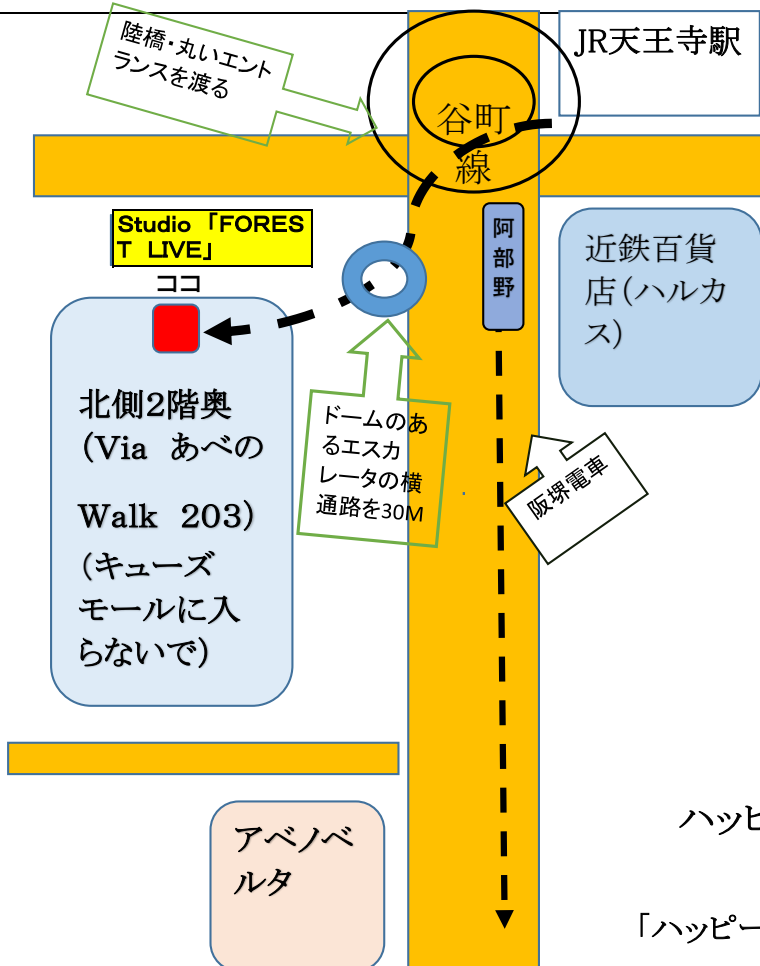 陸橋・丸いエント
ランスを渡る
JR天王寺駅
谷町
線
Studio「FORES
T LIVE」
ココ
阿
部
野
近鉄百貨
店(ハルカ
ス)
北側2階奥
(Via あべの
Walk 203)
(キューズ
モールに入
らないで)
ドームのあ
るエスカ
レータの横
通路を30M
阪堺電車
アベノベ
ルタ
ハッピ
「ハッピー